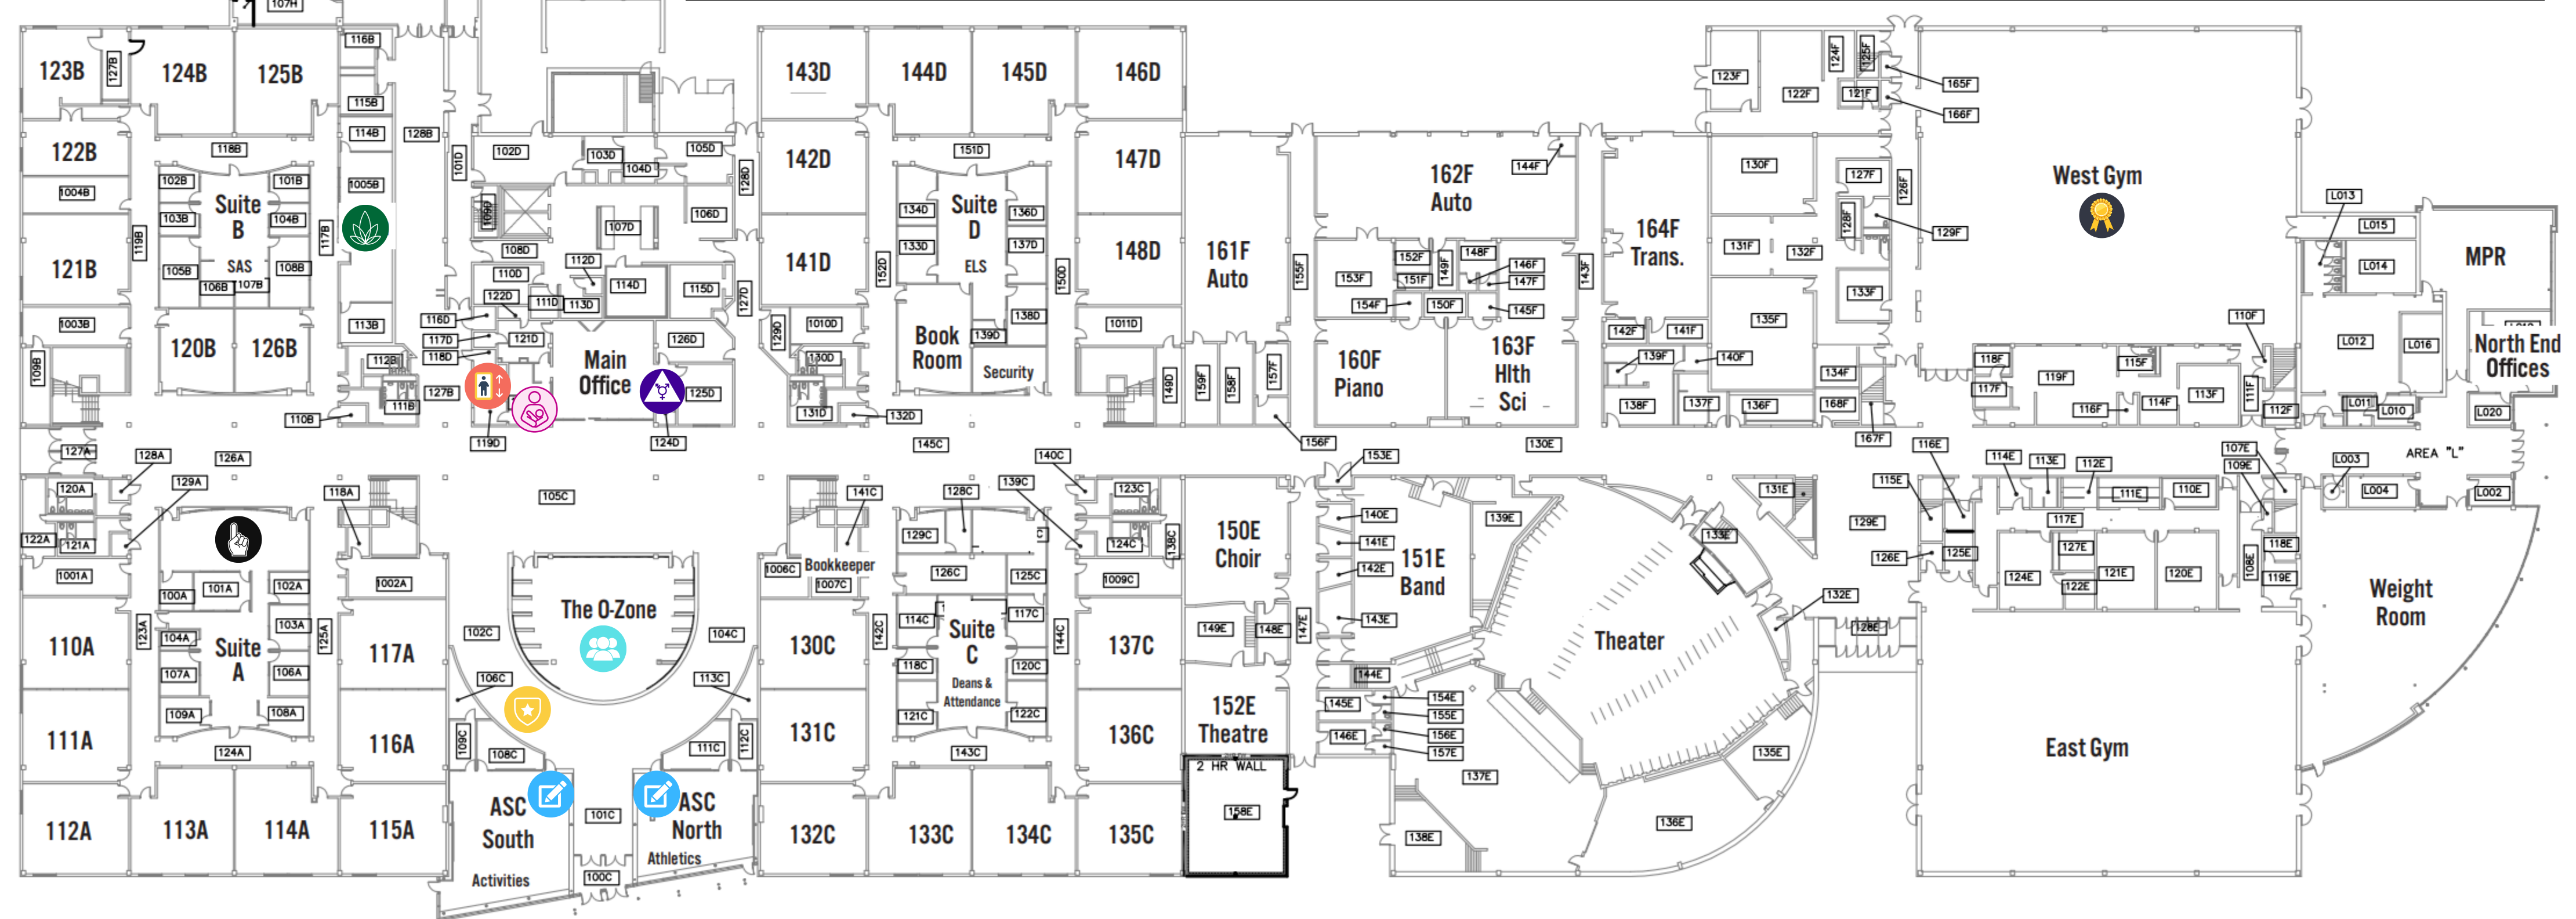 107H
123B
127B
124B
125B
116B
115B
114B
128B
122B
118B
1004B
102B
101B
1005B
Suite
B
103B
104B
119B
117B
121B
SAS
105B
108B
106B
107B
1003B
113B
120B
126B
109B
112B
127B
111B
110B
101D
102D
103D
104D
105D
128D
109D
107D
106D
108D
110D
112D
122D
111D
113D
114D
115D
127D
116D
117D
121D
118D
126D
Main
Office
125D
119D
124D
143D
144D
145D
146D
142D
151D
147D
134D
Suite
D
136D
133D
137D
141D
152D
ELS
150D
148D
1010D
129D
138D
139D
1011D
Book
Room
130D
Security
131D
132D
149D
161F
Auto
155F
159F
158F
157F
156F
162F
Auto
144F
153F
152F
149F
148F
146F
151F
147F
154F
150F
145F
143F
160F
Piano
163F
Hlth
Sci
164F
Trans.
142F
141F
139F
140F
138F
137F
136F
123F
122F
124F
125F
121F
165F
166F
130F
127F
126F
128F
129F
131F
132F
133F
135F
134F
168F
167F
West Gym
118F
117F
119F
115F
116F
114F
113F
110F
111F
112F
L013
L015
L014
MPR
L012
L016
North End
Offices
L011
L010
L020
AREA "L"
L003
L004
L002
127A
128A
126A
129A
120A
118A
122A
121A
1001A
1002A
100A
101A
102A
103A
123A
125A
104A
110A
Suite
A
117A
107A
106A
109A
108A
111A
116A
124A
112A
113A
114A
115A
105C
145C
The O-Zone
102C
104C
106C
113C
109C
108C
111C
112C
ASC
South
Activities
101C
ASC
North
Athletics
100C
141C
128C
139C
140C
123C
129C
124C
138C
Bookkeeper
1006C
1007C
126C
125C
1009C
114C
117C
130C
142C
Suite
C
144C
137C
118C
120C
Deans &
Attendance
121C
122C
131C
136C
143C
132C
133C
134C
135C
130E
153E
150E
Choir
140E
141E
142E
143E
151E
Band
139E
149E
148E
147E
144E
152E
Theatre
145E
154E
155E
146E
156E
157E
2 HR WALL
158E
137E
138E
Theater
131E
133E
132E
135E
136E
128E
129E
115E
116E
126E
125E
114E
113E
112E
111E
110E
109E
107E
117E
124E
127E
122E
121E
120E
108E
118E
119E
East Gym
Weight
Room